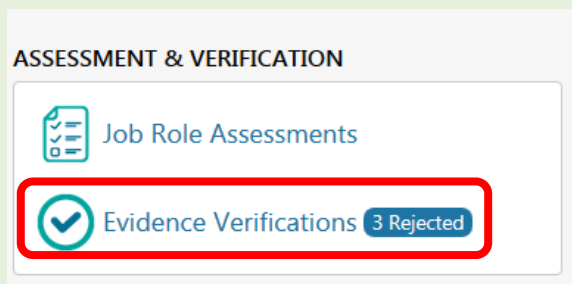 ASSESSMENT & VERIFICATION
Job Role Assessments
Evidence Verifications 3 Rejected